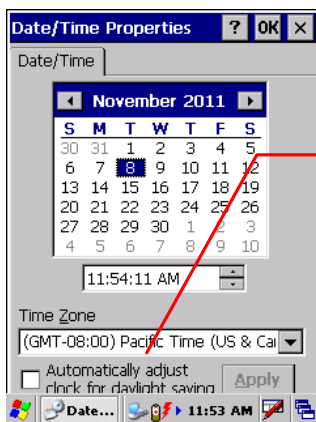 Date/Time Properties ? OK ×
Date/Time
November 2011
S M T W T F S
30 31 1 2 3 4 5
6 7 8 9 10 11 12
13 14 15 16 17 18 19
20 21 22 23 24 25 26
27 28 29 30 1 2 3
4 5 6 7 8 9 10
11:54:11 AM
Time Zone
(GMT-08:00) Pacific Time (US & Ca
Automatically adjust
clock for daylight saving
Apply
Date... 11:53 AM